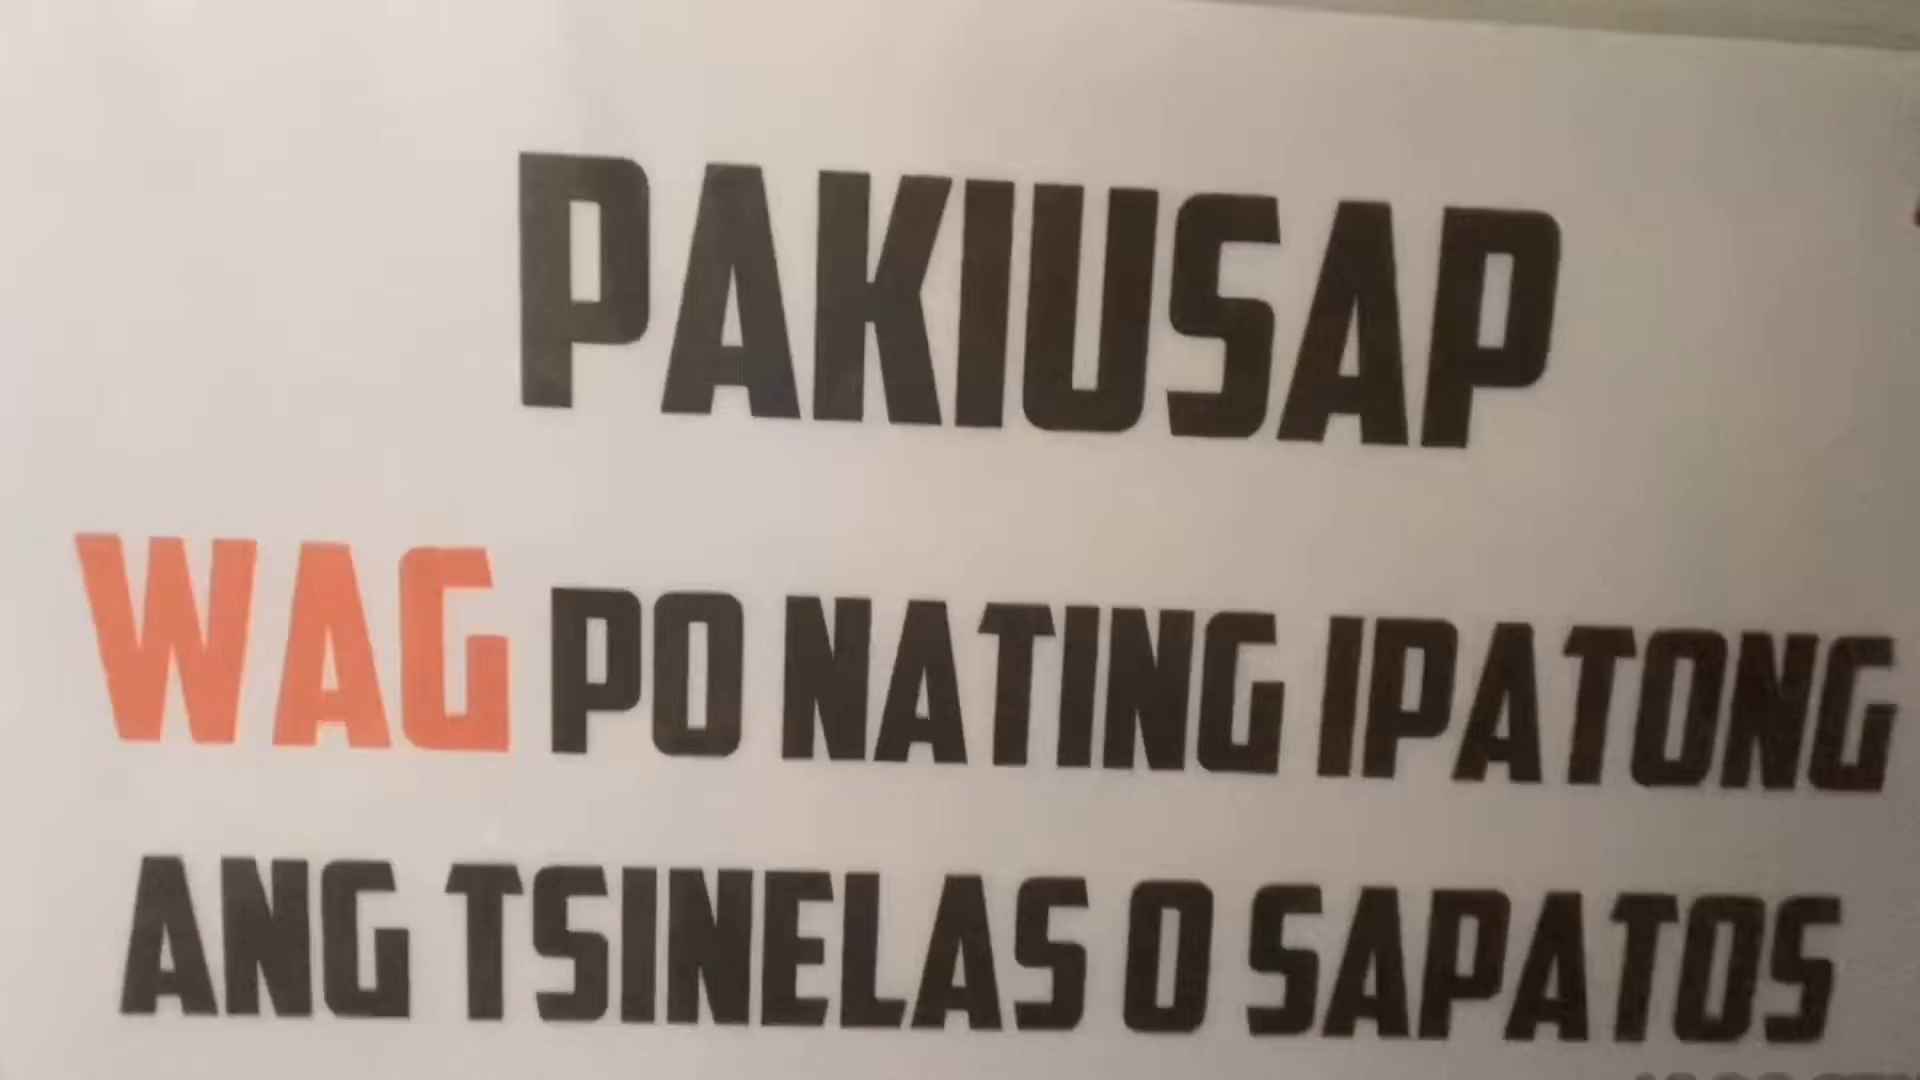 PAKIUSAP
WAG PO NATING IPATONG
ANG TSINELAS O SAPATOS